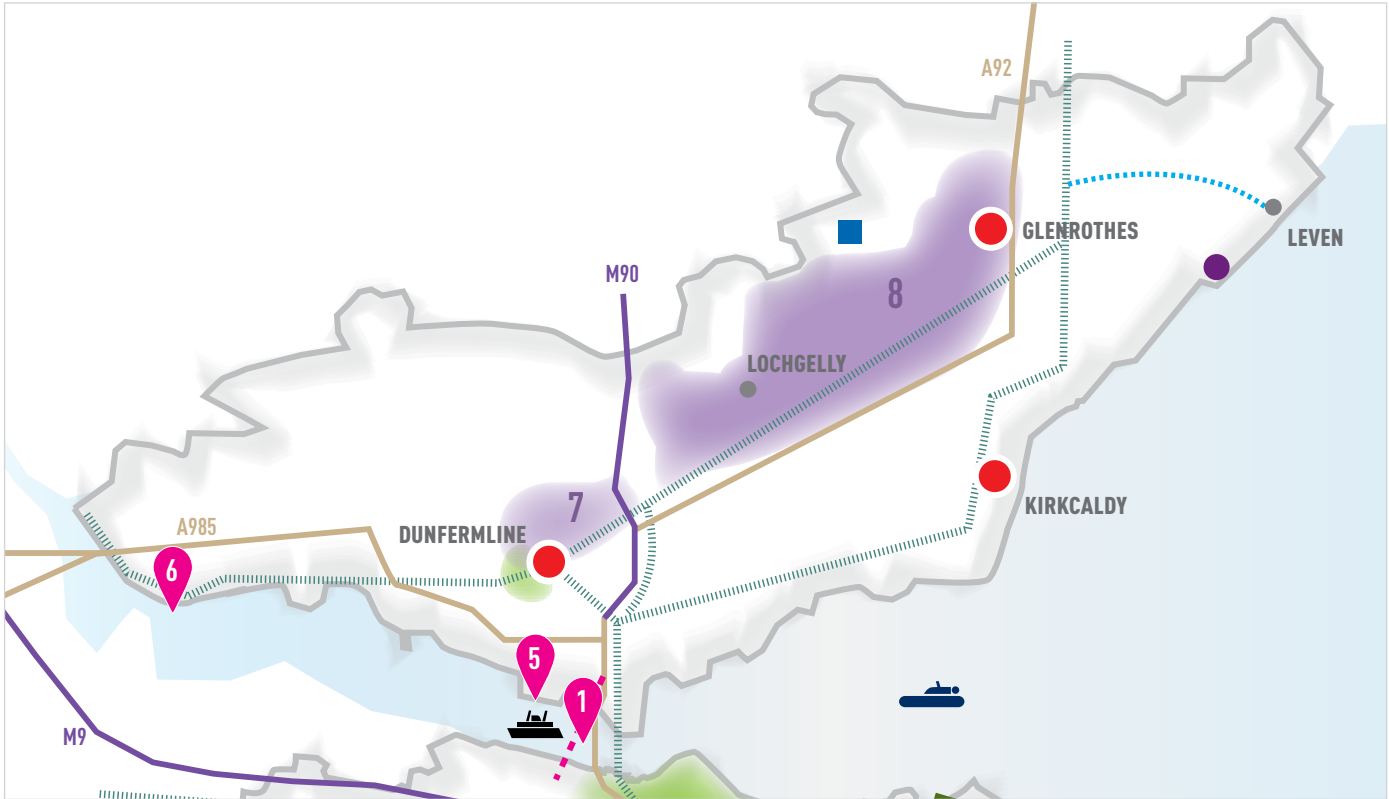 A92
GLENROTHES
LEVEN
M90
8
LOCHGELLY
7
KIRKCALDY
A985
DUNFERMLINE
6
5
1
M9